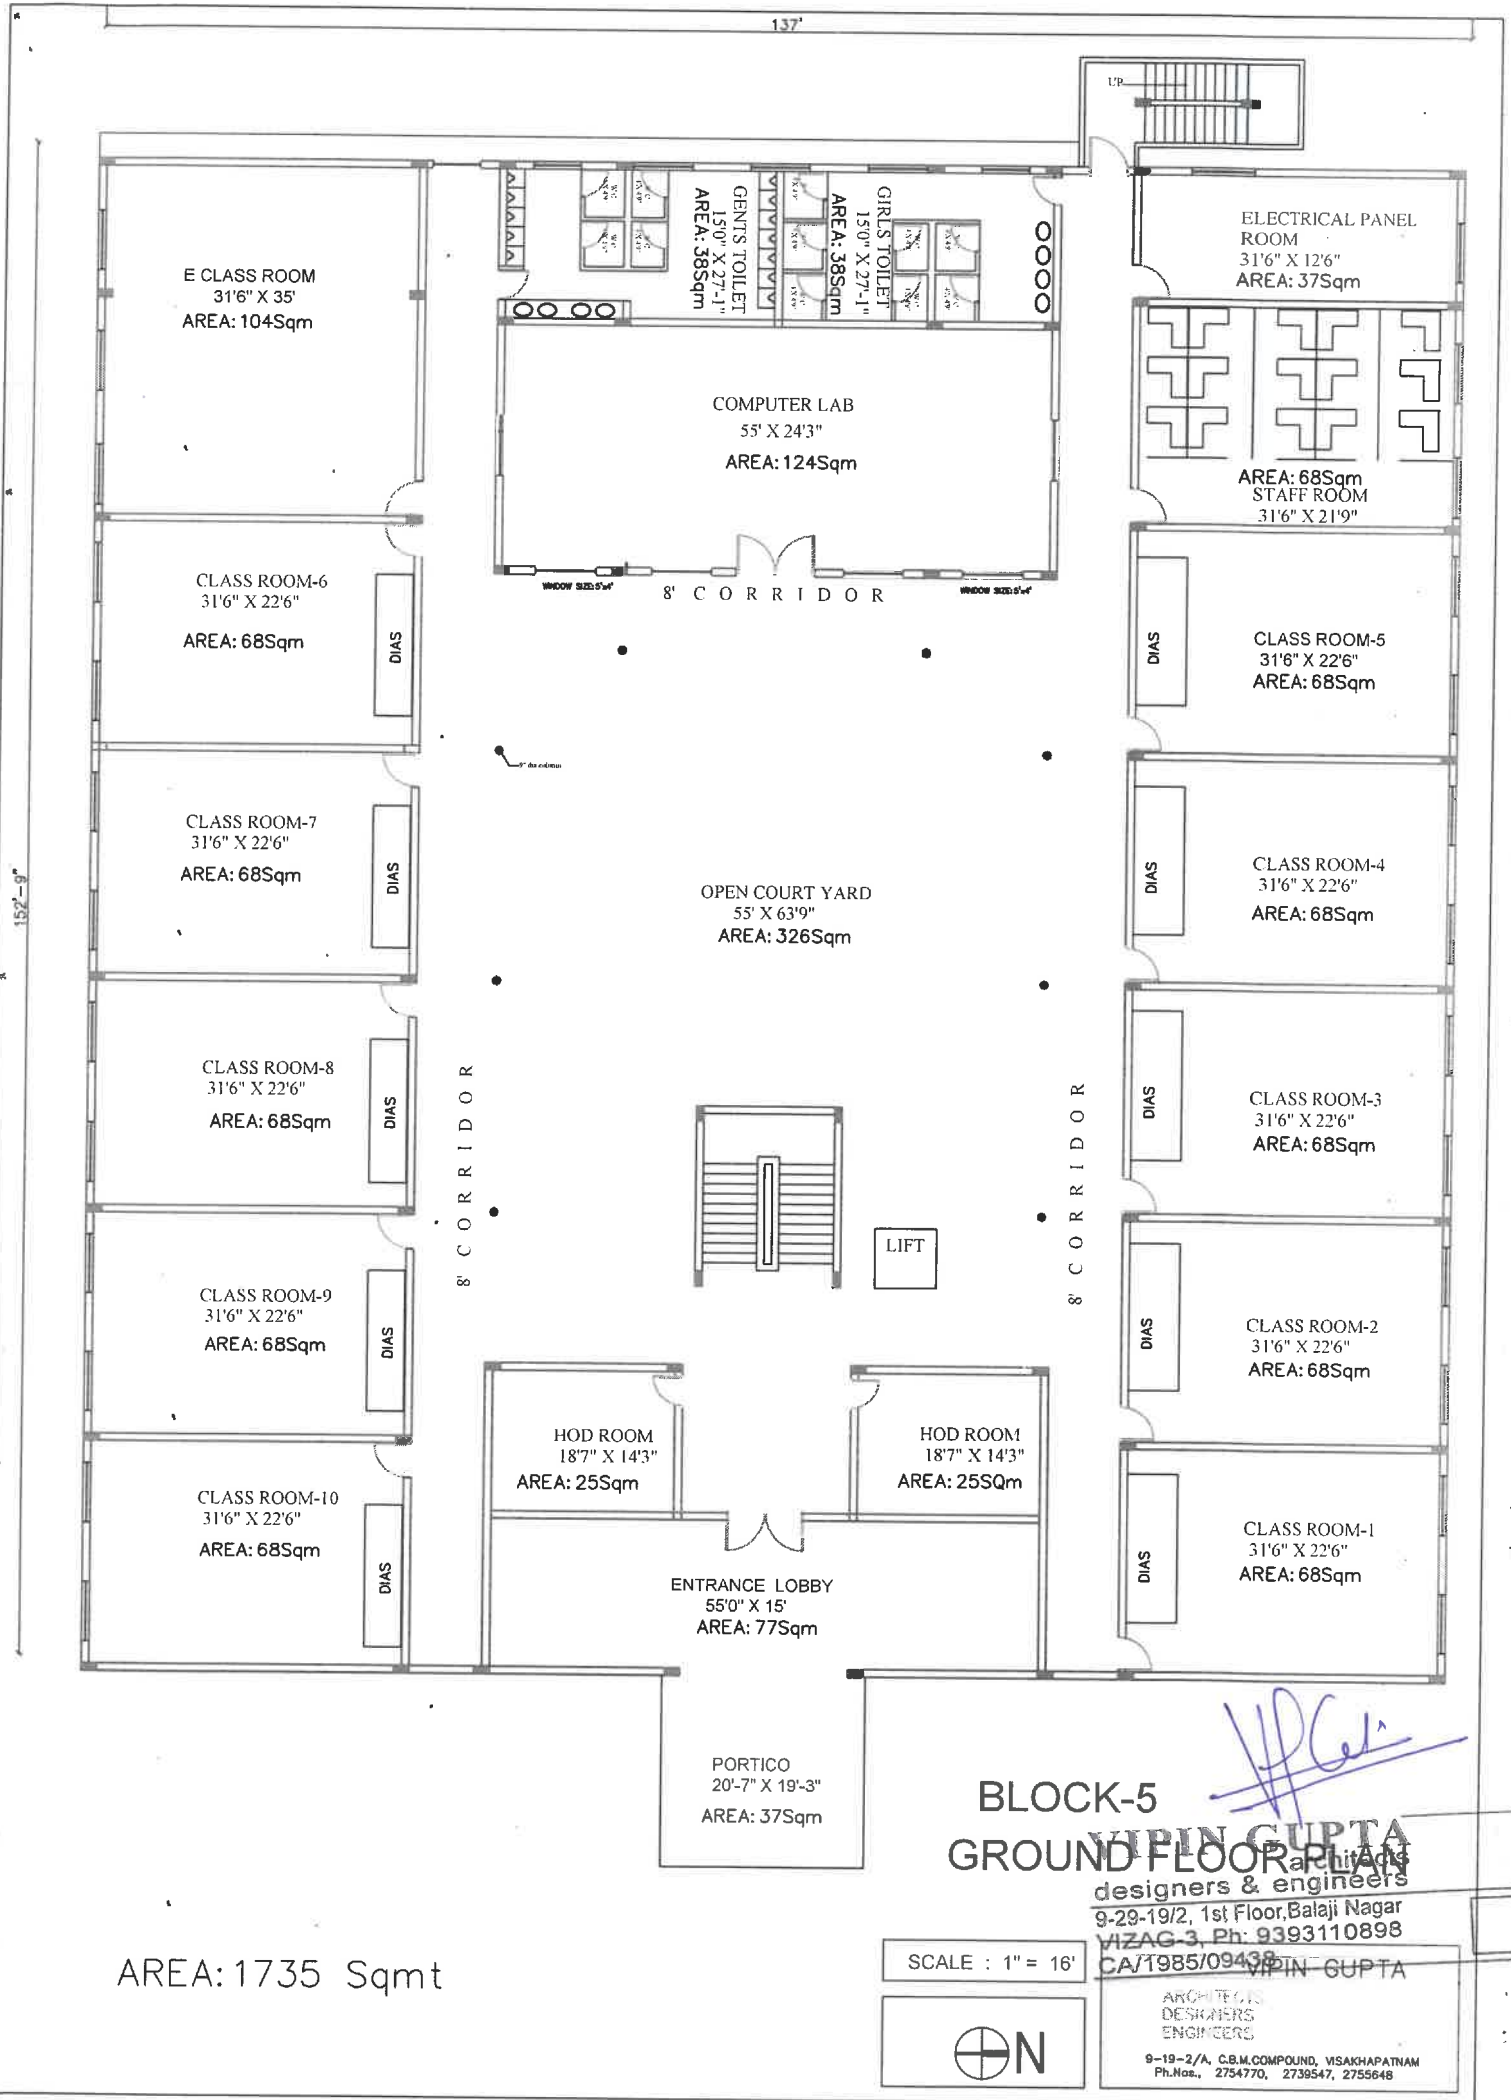 137'
UP
152'-9"
E CLASS ROOM
31'6" X 35'
AREA: 104Sqm
GENTS TOILET
15'0" X 27'-1"
AREA: 38Sqm
GIRLS TOILET
15'0" X 27'-1"
AREA: 38Sqm
ELECTRICAL PANEL
ROOM
31'6" X 12'6"
AREA: 37Sqm
COMPUTER LAB
55' X 24'3"
AREA: 124Sqm
AREA: 68Sqm
STAFF ROOM
31'6" X 21'9"
WINDOW SIZE:5'x4'
8' CORRIDOR
WINDOW SIZE:5'x4'
CLASS ROOM-6
31'6" X 22'6"
AREA: 68Sqm
DIAS
DIAS
CLASS ROOM-5
31'6" X 22'6"
AREA: 68Sqm
9" dia column
CLASS ROOM-7
31'6" X 22'6"
AREA: 68Sqm
DIAS
OPEN COURT YARD
55' X 63'9"
AREA: 326Sqm
DIAS
CLASS ROOM-4
31'6" X 22'6"
AREA: 68Sqm
CLASS ROOM-8
31'6" X 22'6"
AREA: 68Sqm
DIAS
8' CORRIDOR
8' CORRIDOR
DIAS
CLASS ROOM-3
31'6" X 22'6"
AREA: 68Sqm
LIFT
CLASS ROOM-9
31'6" X 22'6"
AREA: 68Sqm
DIAS
DIAS
CLASS ROOM-2
31'6" X 22'6"
AREA: 68Sqm
HOD ROOM
18'7" X 14'3"
AREA: 25Sqm
HOD ROOM
18'7" X 14'3"
AREA: 25SQm
CLASS ROOM-10
31'6" X 22'6"
AREA: 68Sqm
DIAS
ENTRANCE LOBBY
55'0" X 15'
AREA: 77Sqm
DIAS
CLASS ROOM-1
31'6" X 22'6"
AREA: 68Sqm
PORTICO
20'-7" X 19'-3"
AREA: 37Sqm
BLOCK-5
GROUND FLOOR PLAN
VIPIN GUPTA
architects
designers & engineers
9-29-19/2, 1st Floor,Balaji Nagar
VIZAG-3, Ph: 9393110898
CA/1985/09438
AREA: 1735 Sqmt
SCALE : 1" = 16'
N
VIPIN GUPTA
ARCHITECTS
DESIGNERS
ENGINEERS
9-19-2/A, C.B.M.COMPOUND, VISAKHAPATNAM
Ph.Nos., 2754770, 2739547, 2755648